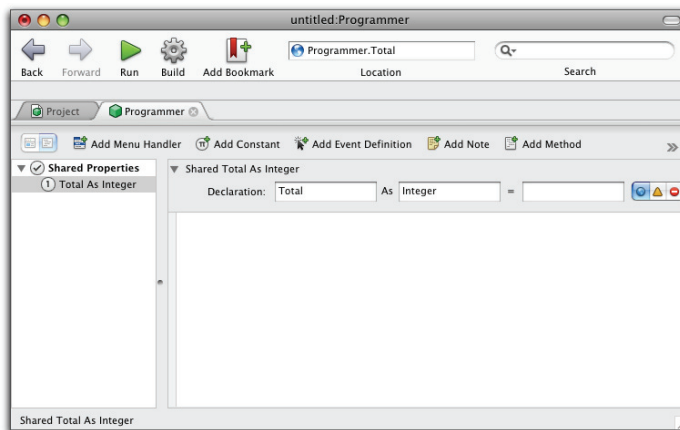 untitled:Programmer
Programmer.Total
Back Forward Run Build Add Bookmark Location Search
Project Programmer
Add Menu Handler π Add Constant Add Event Definition Add Note Add Method
Shared Properties Shared Total As Integer
1 Total As Integer Declaration: Total As Integer =
Shared Total As Integer